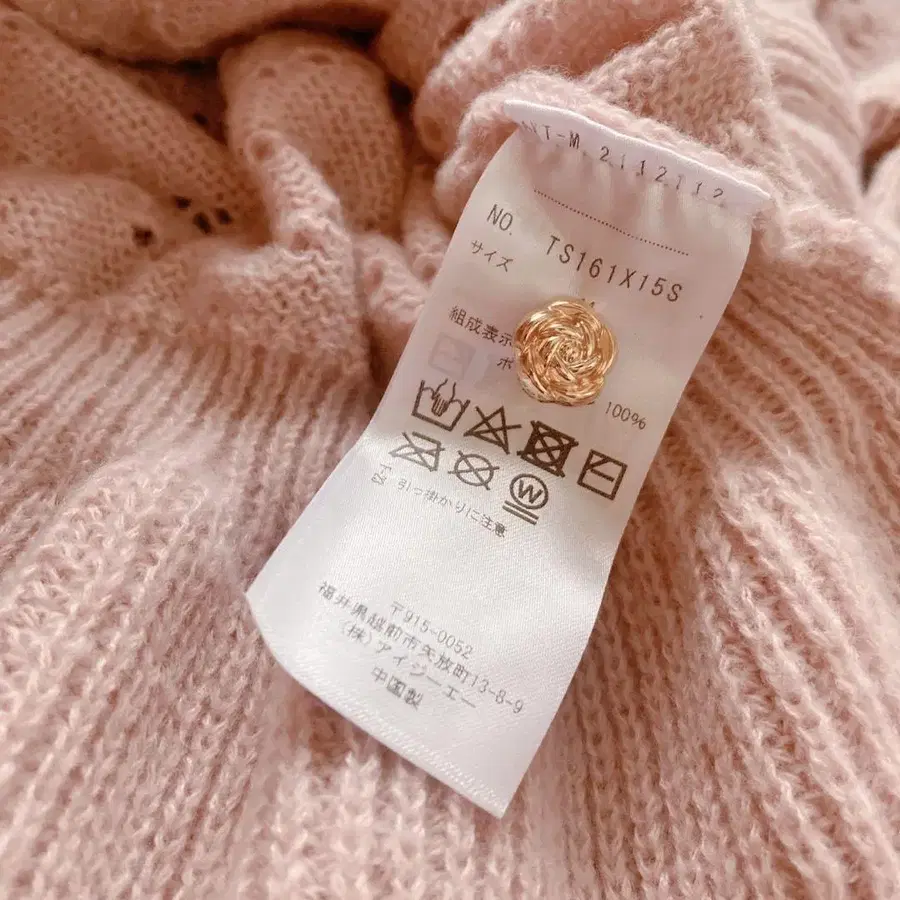 NT-M 2112112
NO. TS161X15S
サイズ
組成表示
ポ 100%
W
引っ掛かりに注意
〒915-0052
福井県越前市矢放町13-8-9
(株)アイジーエー
中国製